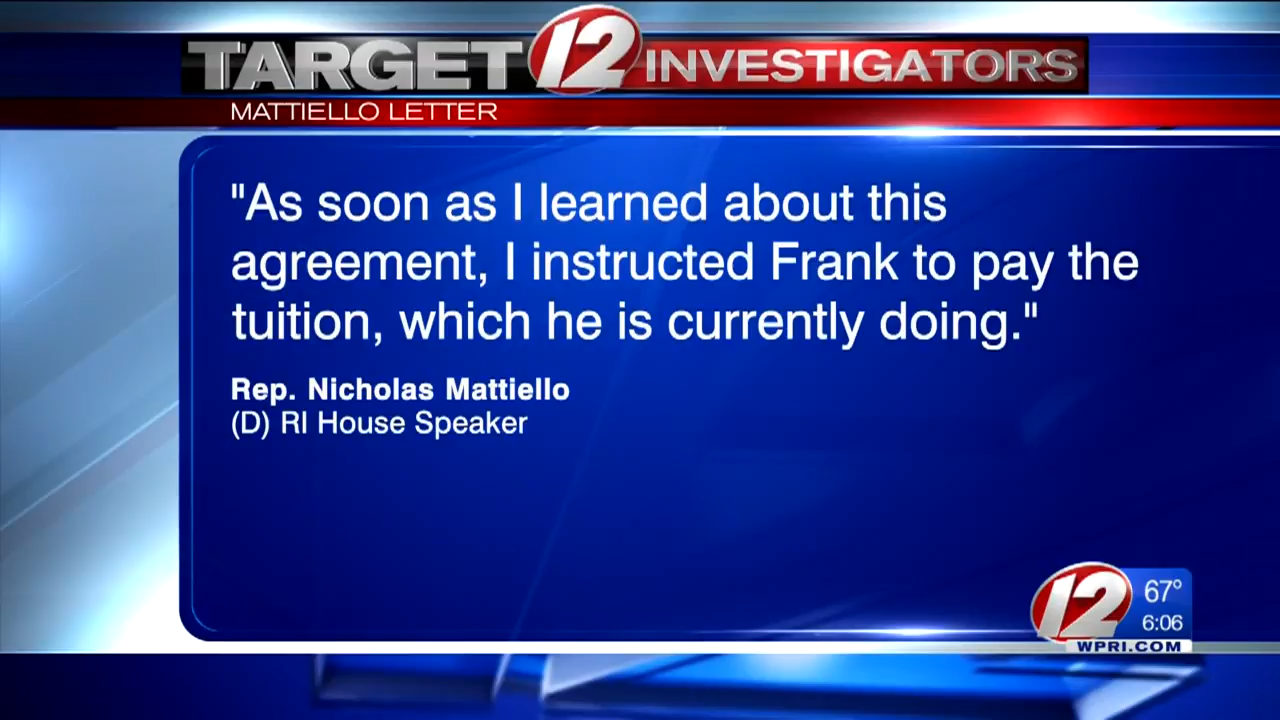 TARGET 12 INVESTIGATORS
MATTIELLO LETTER
"As soon as I learned about this
agreement, I instructed Frank to pay the
tuition, which he is currently doing."
Rep. Nicholas Mattiello
(D) RI House Speaker
12
67°
6:06
WPRI.COM